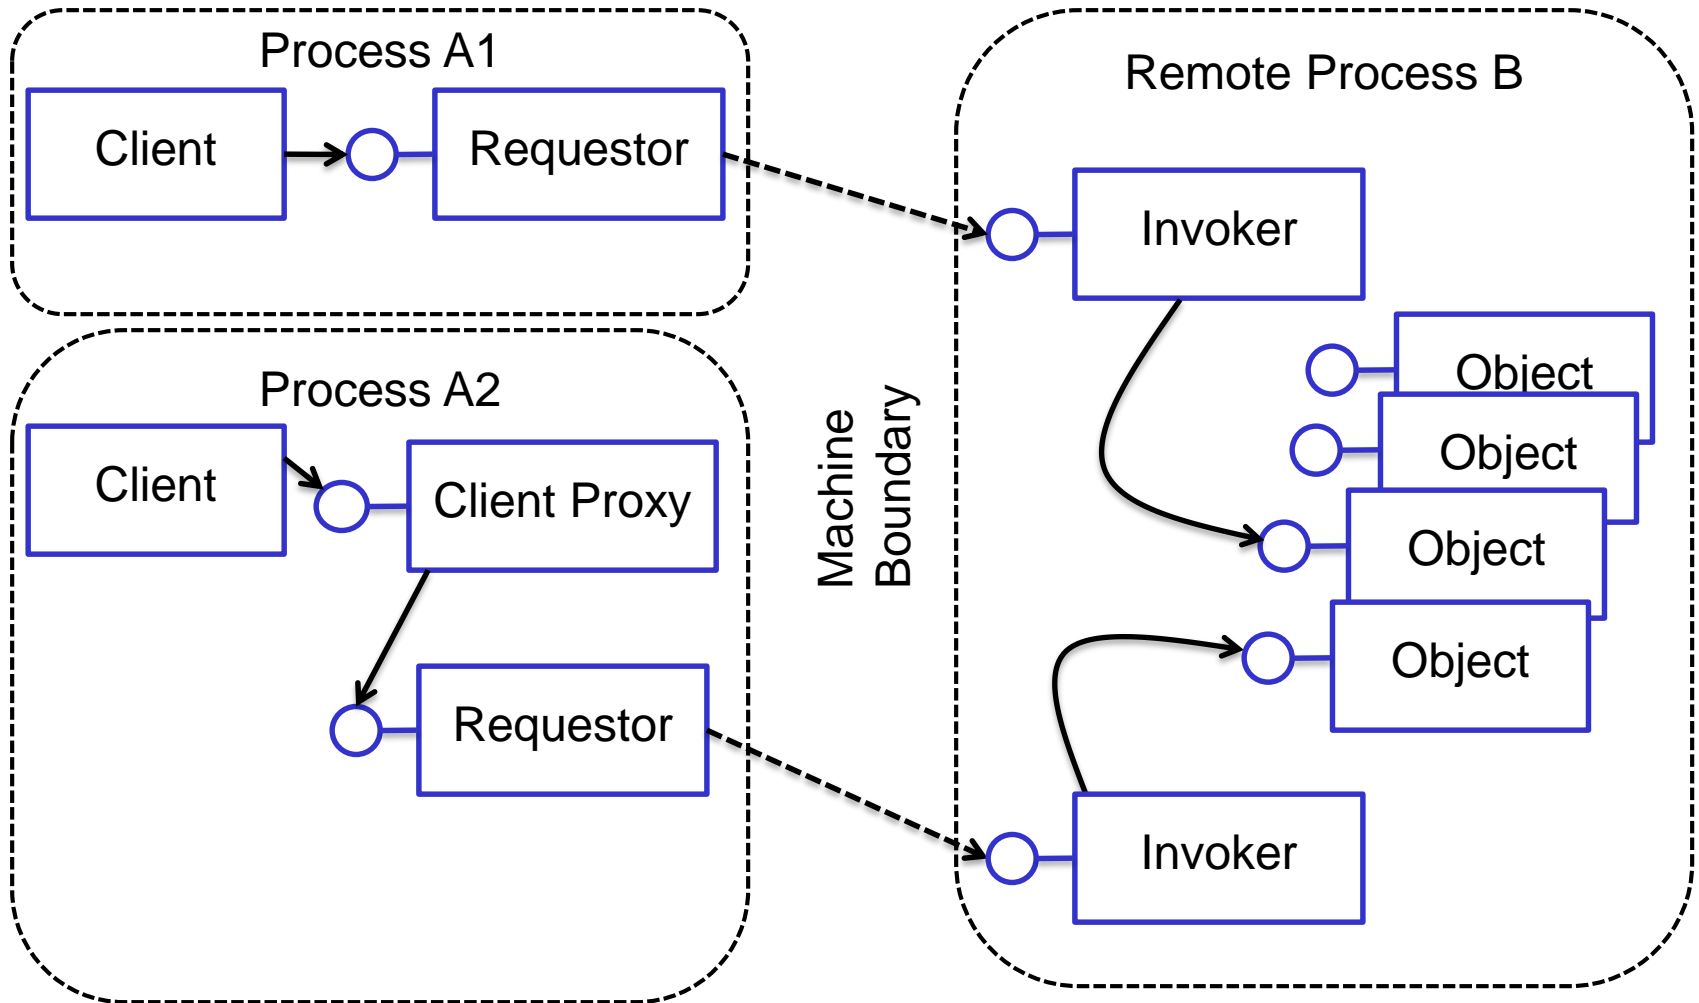 Process A1
Client
Requestor
Process A2
Client
Client Proxy
Requestor
Machine
Boundary
Remote Process B
Invoker
Object
Object
Object
Object
Invoker